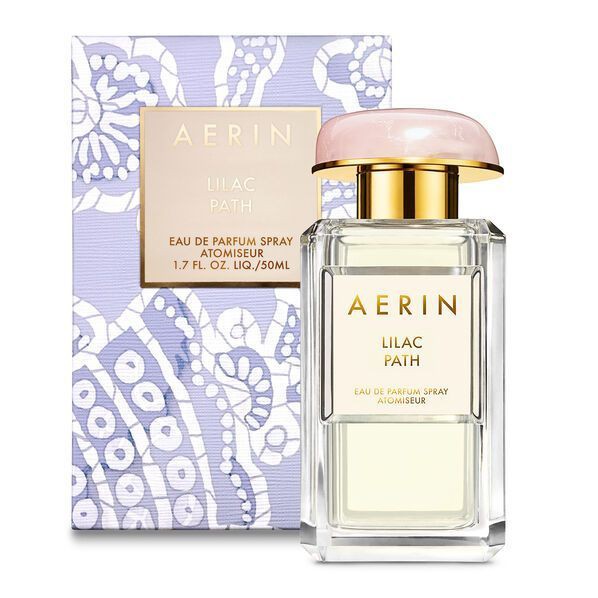 AERIN
LILAC
PATH
EAU DE PARFUM SPRAY
ATOMISEUR
1.7 FL. OZ. LIQ./50ML
AERIN
LILAC
PATH
EAU DE PARFUM SPRAY
ATOMISEUR